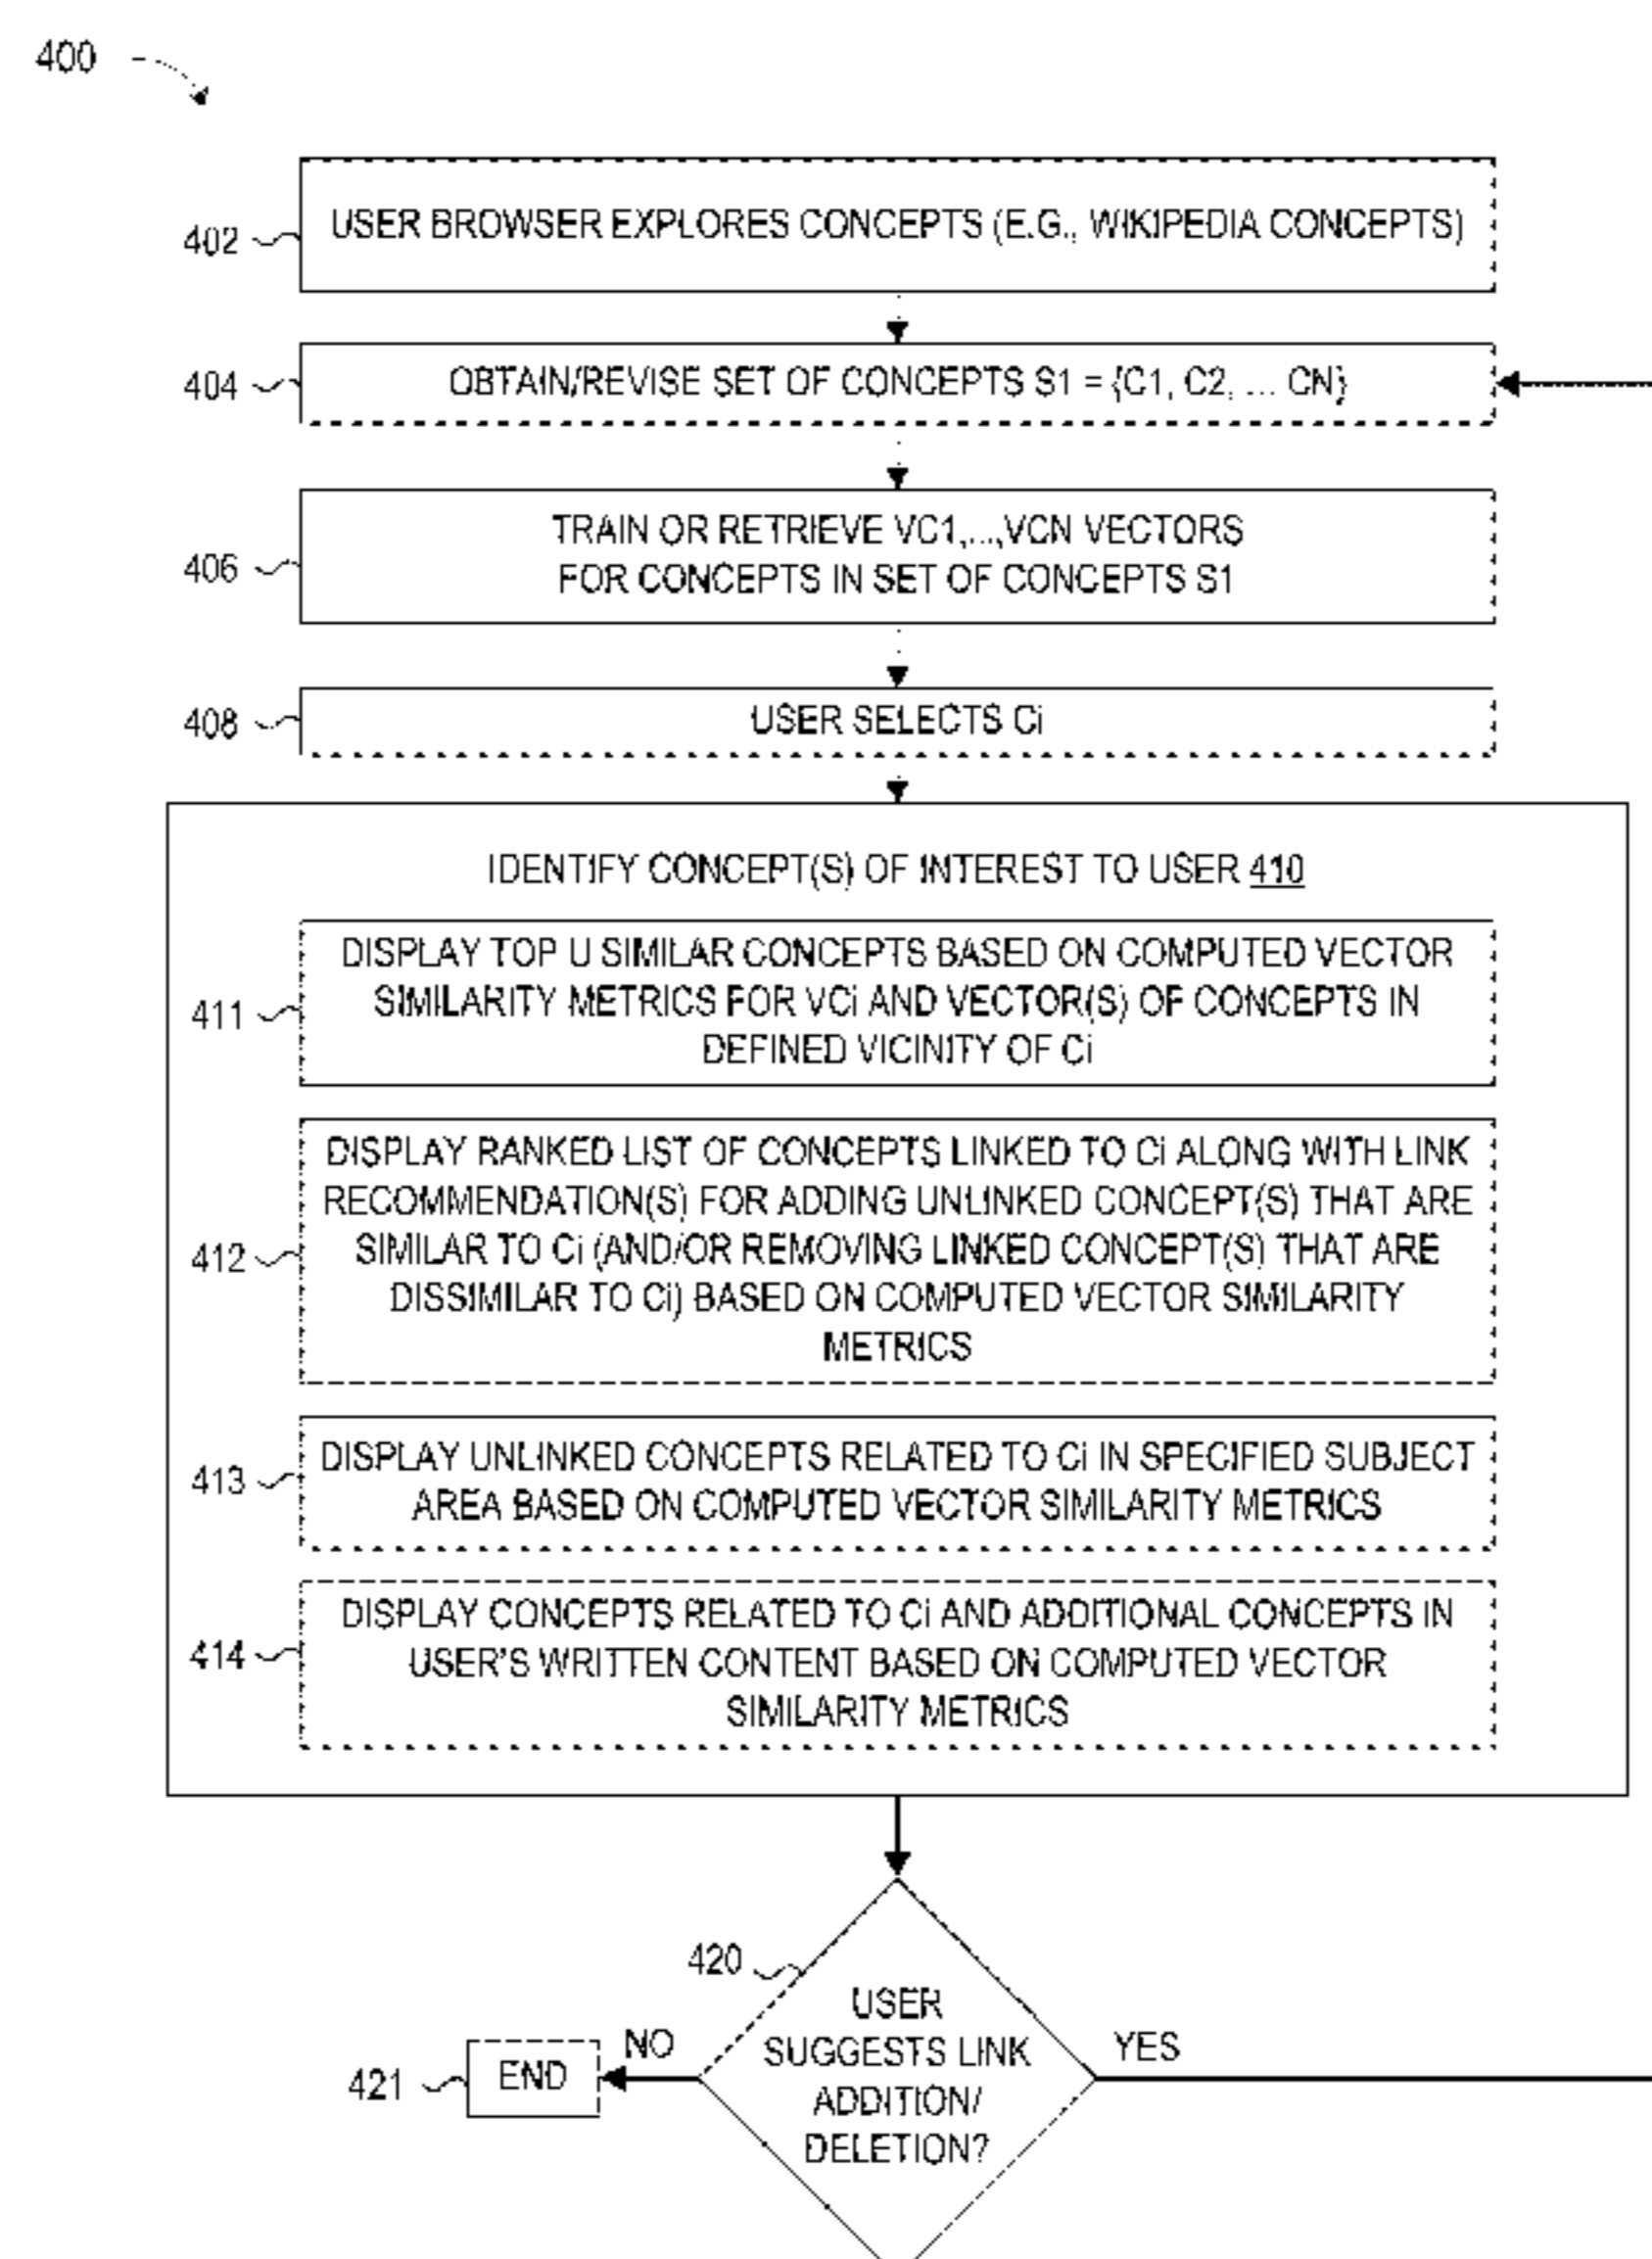 400
402
USER BROWSER EXPLORES CONCEPTS (E.G., WIKIPEDIA CONCEPTS)
404
OBTAIN/REVISE SET OF CONCEPTS S1 = {C1, C2, ... CN}
406
TRAIN OR RETRIEVE VC1,...,VCN VECTORS
FOR CONCEPTS IN SET OF CONCEPTS S1
408
USER SELECTS Ci
IDENTIFY CONCEPT(S) OF INTEREST TO USER 410
411
DISPLAY TOP U SIMILAR CONCEPTS BASED ON COMPUTED VECTOR
SIMILARITY METRICS FOR VCi AND VECTOR(S) OF CONCEPTS IN
DEFINED VICINITY OF Ci
412
DISPLAY RANKED LIST OF CONCEPTS LINKED TO Ci ALONG WITH LINK
RECOMMENDATION(S) FOR ADDING UNLINKED CONCEPT(S) THAT ARE
SIMILAR TO Ci (AND/OR REMOVING LINKED CONCEPT(S) THAT ARE
DISSIMILAR TO Ci) BASED ON COMPUTED VECTOR SIMILARITY
METRICS
413
DISPLAY UNLINKED CONCEPTS RELATED TO Ci IN SPECIFIED SUBJECT
AREA BASED ON COMPUTED VECTOR SIMILARITY METRICS
414
DISPLAY CONCEPTS RELATED TO Ci AND ADDITIONAL CONCEPTS IN
USER'S WRITTEN CONTENT BASED ON COMPUTED VECTOR
SIMILARITY METRICS
420
USER
SUGGESTS LINK
ADDITION/
DELETION?
NO
YES
421
END